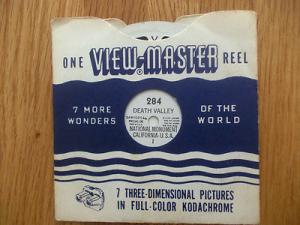 ONE VIEW-MASTER REEL
7 MORE WONDERS OF THE WORLD
284
DEATH VALLEY
NATIONAL MONUMENT
CALIFORNIA-U.S.A.
7 THREE-DIMENSIONAL PICTURES
IN FULL-COLOR KODACHROME